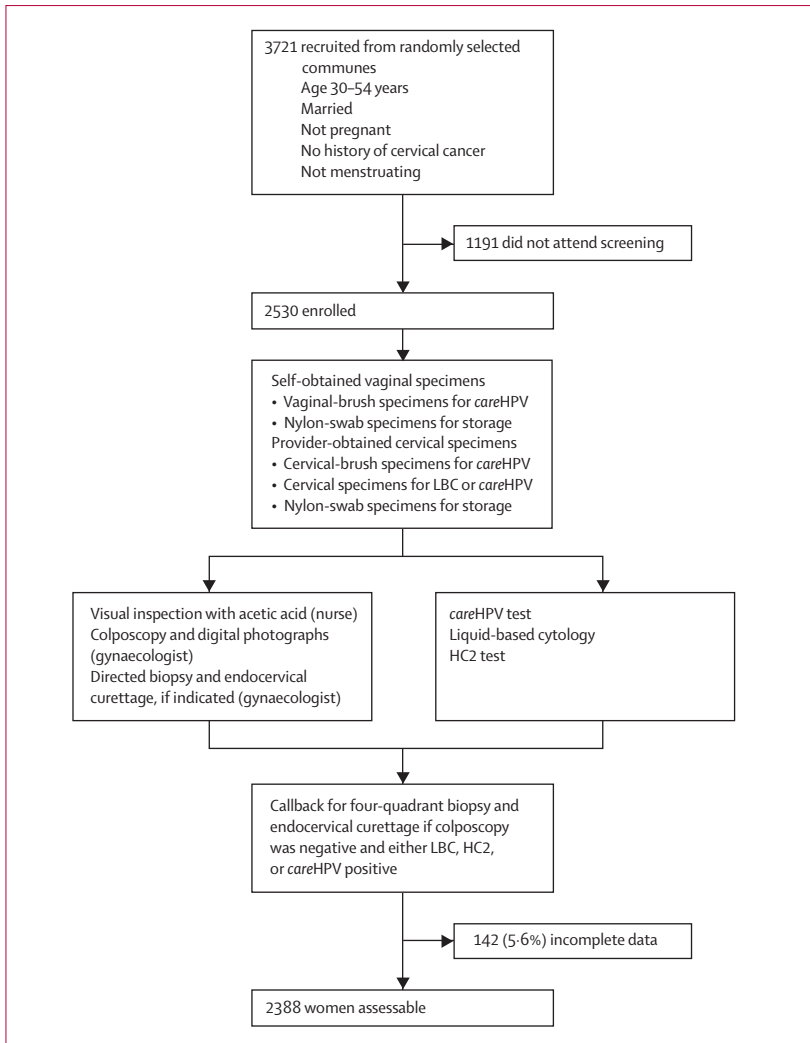 3721 recruited from randomly selected
communes
Age 30–54 years
Married
Not pregnant
No history of cervical cancer
Not menstruating
1191 did not attend screening
2530 enrolled
Self-obtained vaginal specimens
• Vaginal-brush specimens for careHPV
• Nylon-swab specimens for storage
Provider-obtained cervical specimens
• Cervical-brush specimens for careHPV
• Cervical specimens for LBC or careHPV
• Nylon-swab specimens for storage
Visual inspection with acetic acid (nurse)
Colposcopy and digital photographs
(gynaecologist)
Directed biopsy and endocervical
curettage, if indicated (gynaecologist)
careHPV test
Liquid-based cytology
HC2 test
Callback for four-quadrant biopsy and
endocervical curettage if colposcopy
was negative and either LBC, HC2,
or careHPV positive
142 (5·6%) incomplete data
2388 women assessable